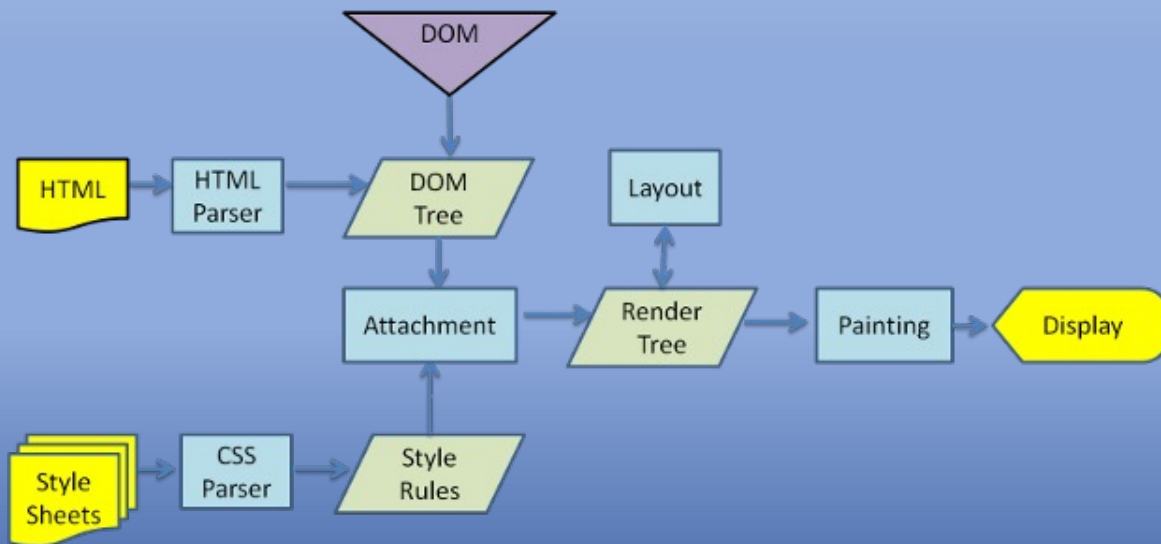 DOM
HTML
HTML
Parser
DOM
Tree
Layout
Attachment
Render
Tree
Painting
Display
Style
Sheets
CSS
Parser
Style
Rules